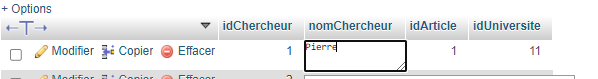 + Options
idChercheur nomChercheur idArticle idUniversite
Modifier Copier Effacer 1 Pierre 1 11